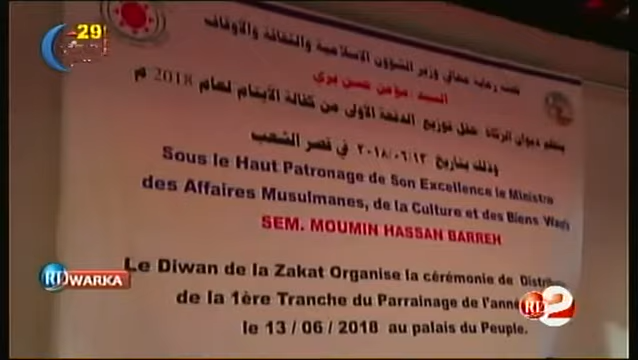 29
تحت رعاية معالي وزير الشؤون الإسلامية والثقافة والأوقاف
السيد/ مؤمن حسن بري
ينظم ديوان الزكاة حفل توزيع الدفعة الأولى من كفالة الأيتام لعام 2018 م
وذلك بتاريخ ٢٠١٨/٠٦/١٣ في قصر الشعب
Sous le Haut Patronage de Son Excellence le Ministre
des Affaires Musulmanes, de la Culture et des Biens Waqfs
SEM. MOUMIN HASSAN BARREH
Le Diwan de la Zakat Organise la cérémonie de
de la 1ère Tranche du Parrainage de
le 13 / 06 / 2018 au palais du Peuple.
WARKA
2